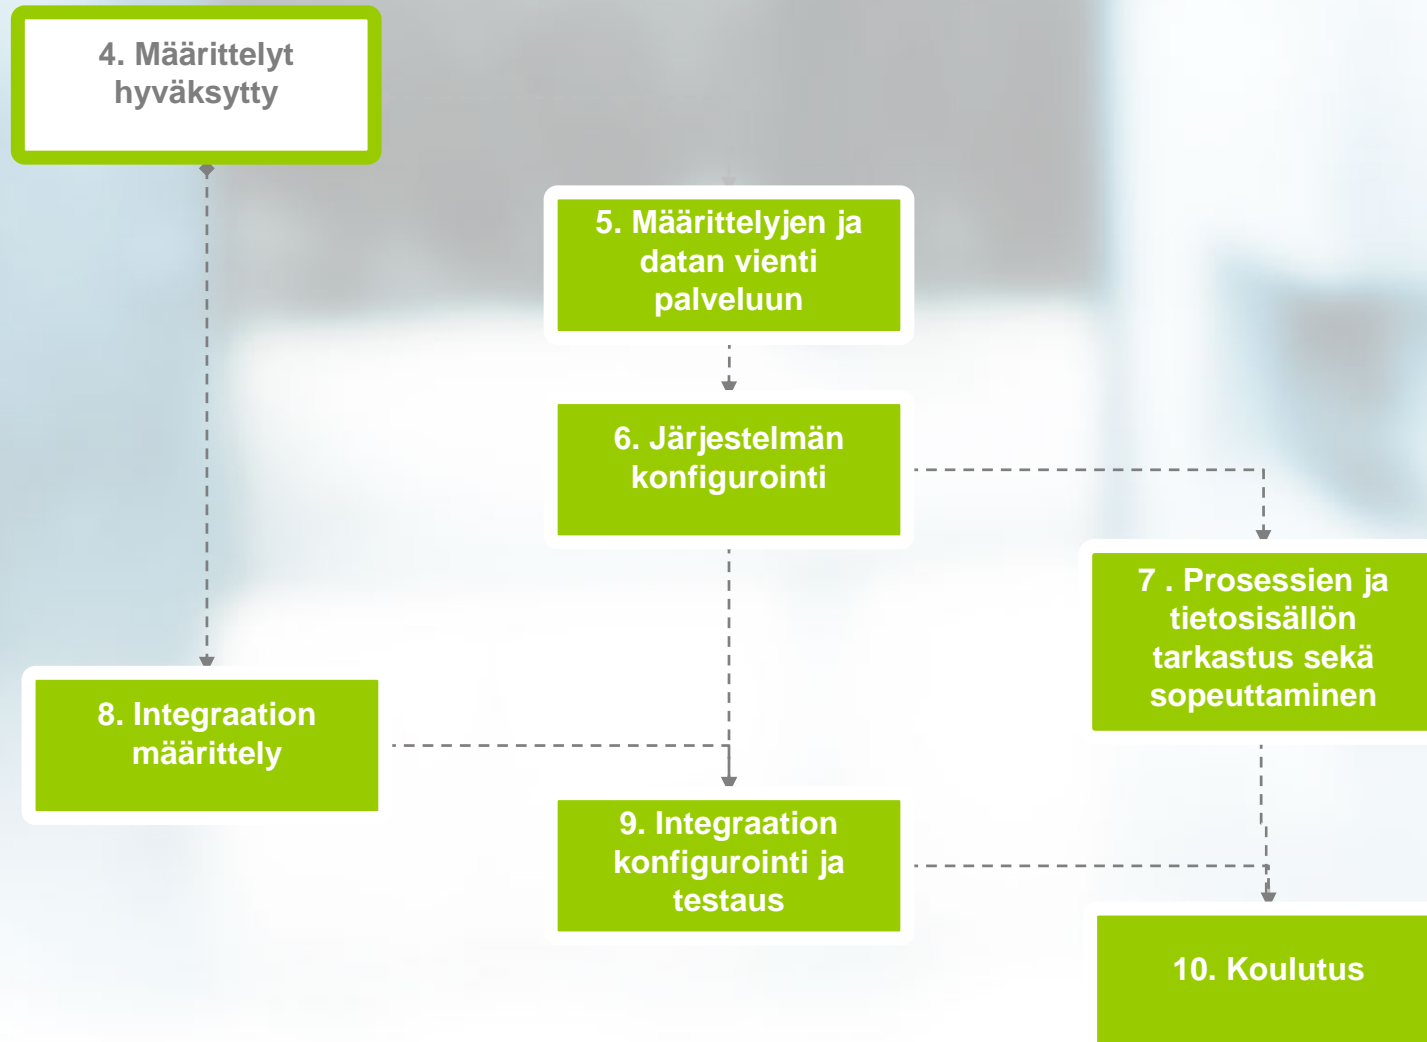 4. Määrittelyt
hyväksytty
5. Määrittelyjen ja
datan vienti
palveluun
6. Järjestelmän
konfigurointi
7 . Prosessien ja
tietosisällön
tarkastus sekä
sopeuttaminen
8. Integraation
määrittely
9. Integraation
konfigurointi ja
testaus
10. Koulutus